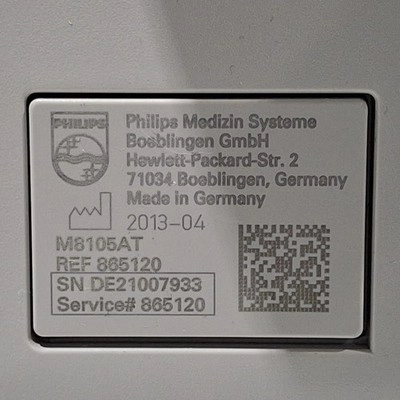 PHILIPS
Philips Medizin Systeme
Boeblingen GmbH
Hewlett-Packard-Str. 2
71034 Boeblingen, Germany
Made in Germany
2013-04
M8105AT
REF 865120
SN DE21007933
Service# 865120